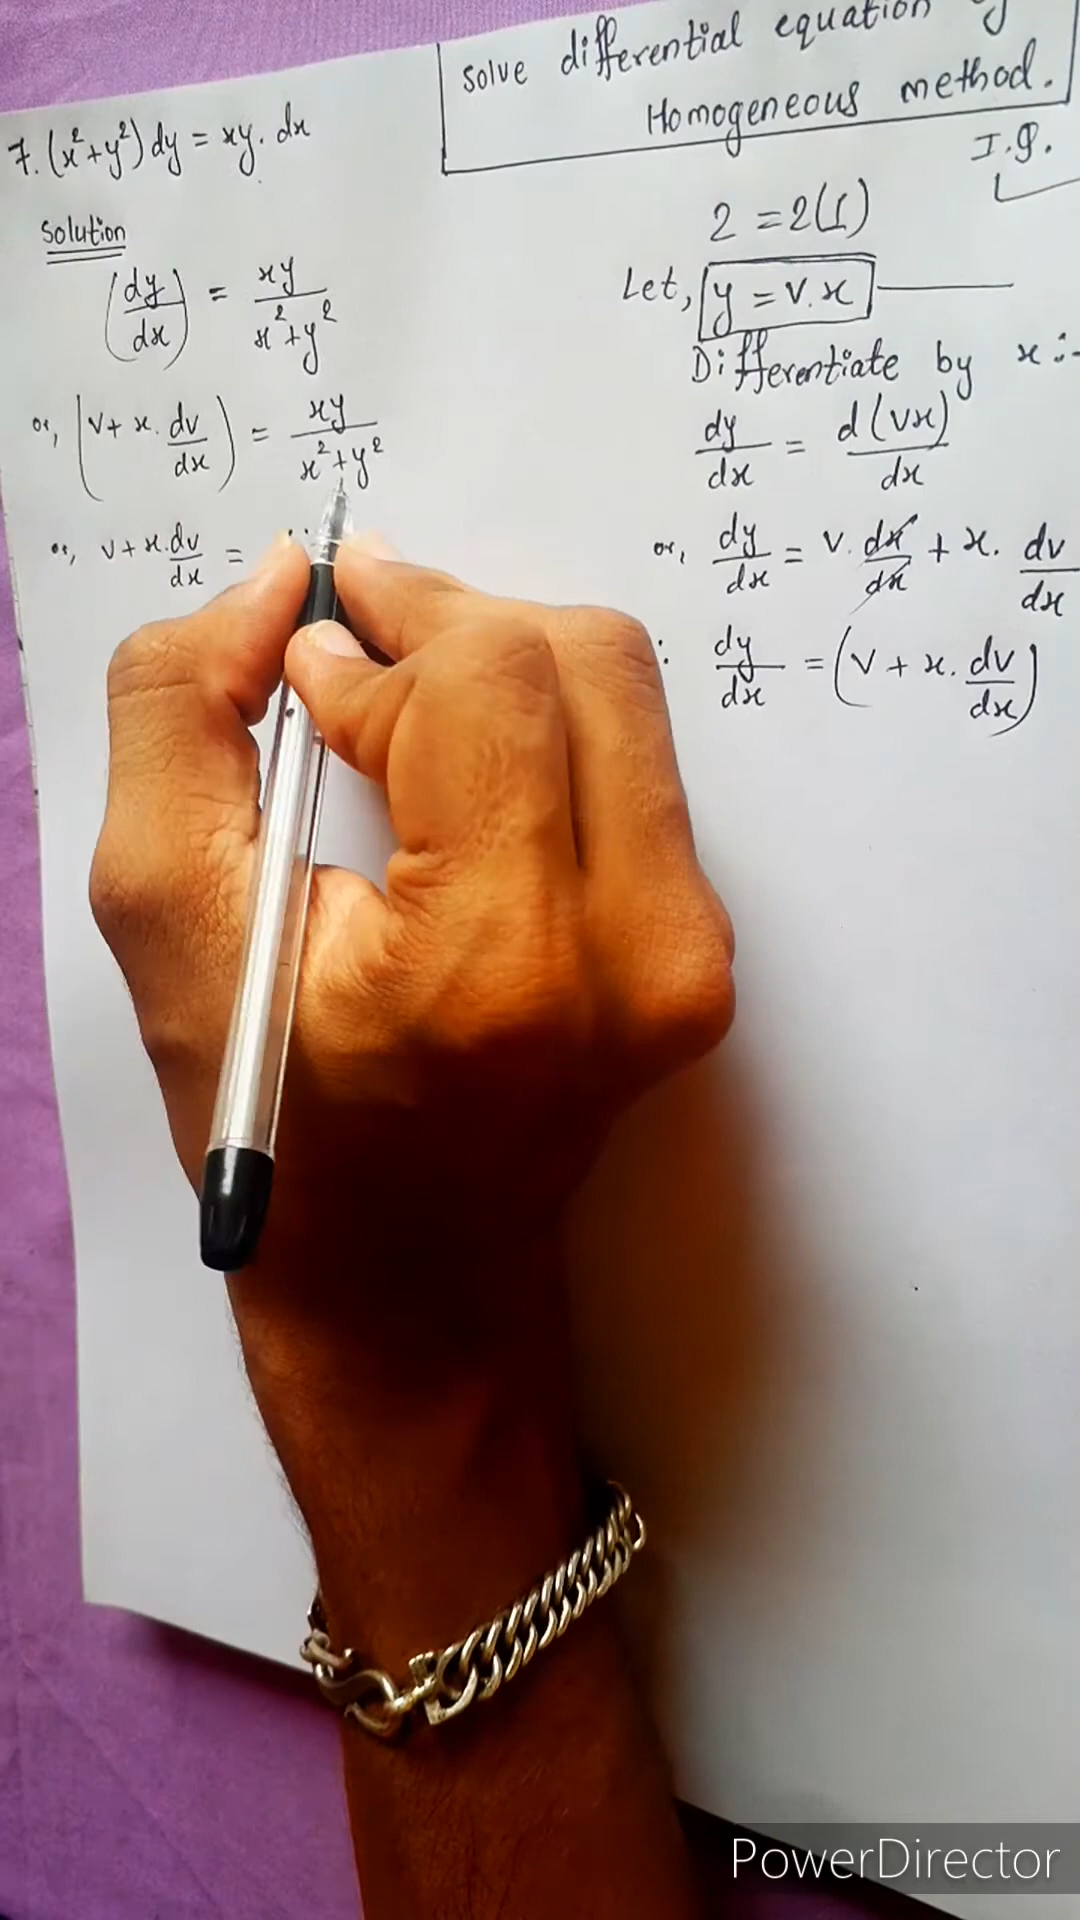 Solve differential equation
Homogeneous method.
7. (x²+y²) dy = xy. dx
Solution
(dy/dx) = xy/(x²+y²)
or, (v + x. dv/dx) = xy/(x²+y²)
or, v + x. dv/dx =
2 = 2(1)
Let, y = v.x
Differentiate by x :-
dy/dx = d(vx)/dx
or, dy/dx = v. dx/dx + x. dv/dx
: dy/dx = (v + x. dv/dx)
PowerDirector